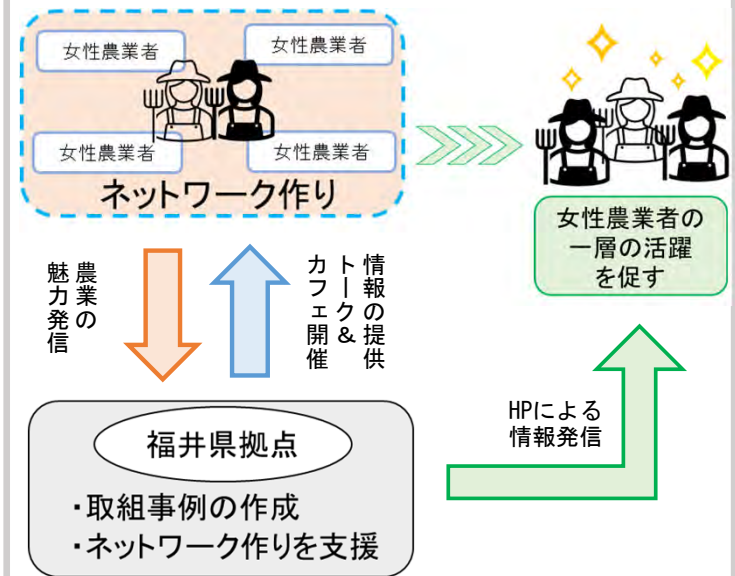 女性農業者
女性農業者
女性農業者
女性農業者
ネットワーク作り
女性農業者の
一層の活躍
を促す
農業の
魅力発信
情報の提供
トーク&
カフェ開催
HPによる
情報発信
福井県拠点
・取組事例の作成
・ネットワーク作りを支援